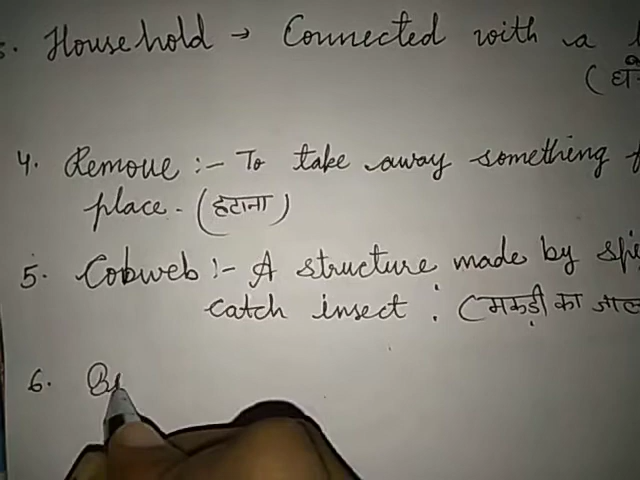 Household → Connected with a
4. Remove :- To take away something
place. (हटाना)
5. Cobweb :- A structure made by
catch insect : (मकड़ी का
6.